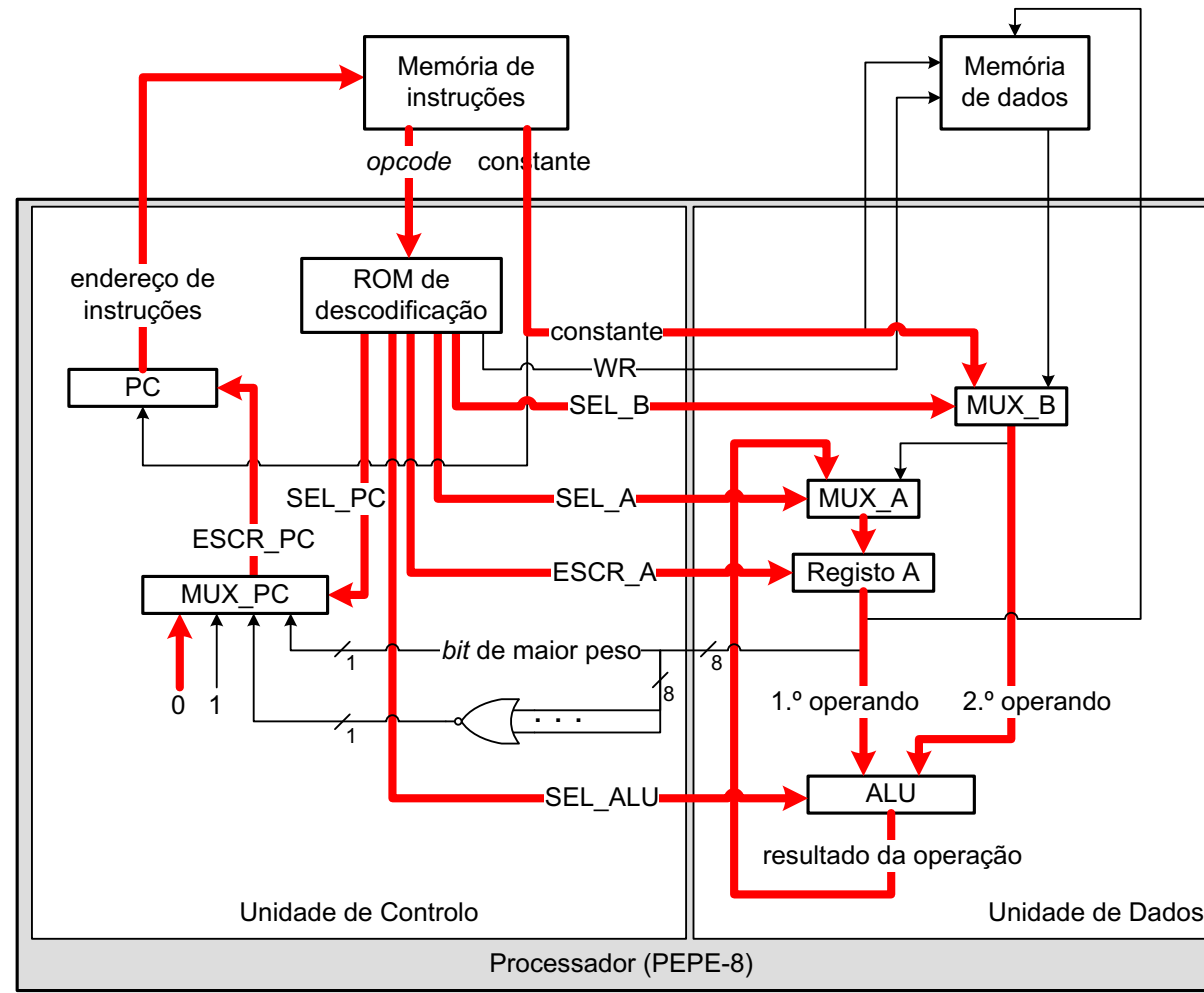 Memória de
instruções
Memória
de dados
opcode
constante
endereço de
instruções
ROM de
descodificação
constante
WR
PC
SEL_B
MUX_B
SEL_PC
SEL_A
MUX_A
ESCR_PC
ESCR_A
Registo A
MUX_PC
bit de maior peso
1
8
8
0
1
1
. . .
1.º operando
2.º operando
SEL_ALU
ALU
resultado da operação
Unidade de Controlo
Unidade de Dados
Processador (PEPE-8)